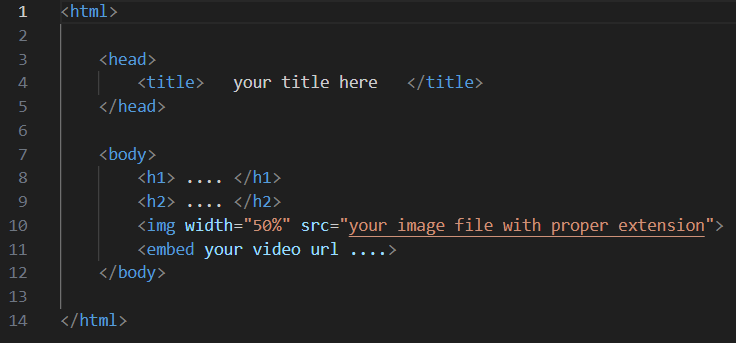 1 <html>
2
3 <head>
4 <title> your title here </title>
5 </head>
6
7 <body>
8 <h1> .... </h1>
9 <h2> .... </h2>
10 <img width="50%" src="your image file with proper extension">
11 <embed your video url ....>
12 </body>
13
14 </html>